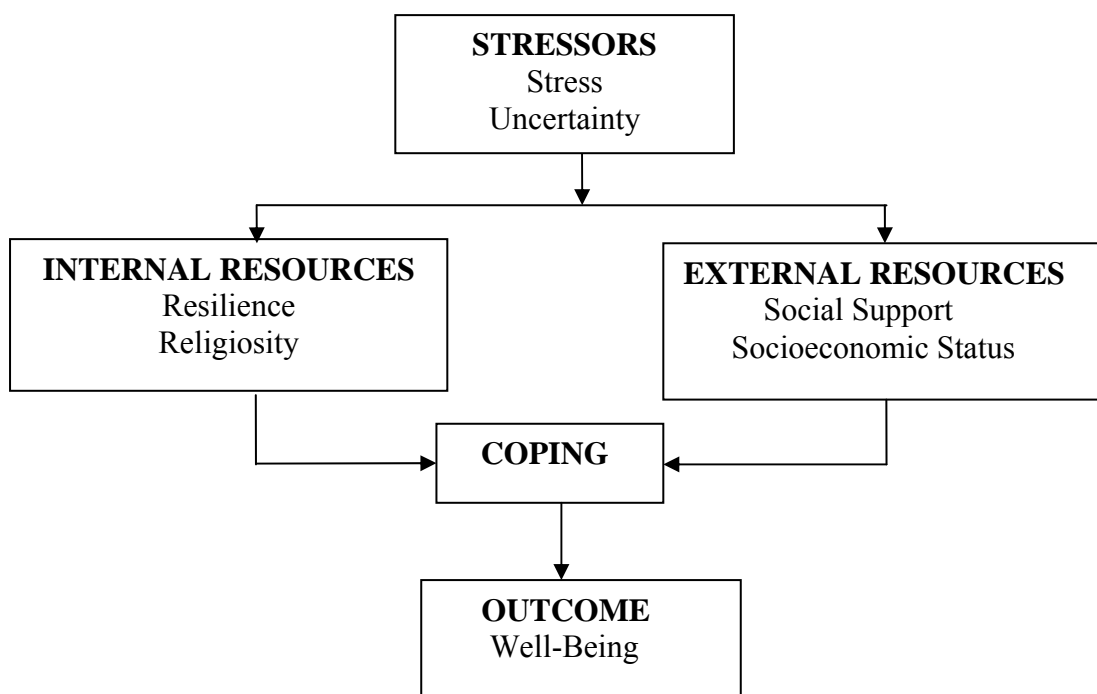 STRESSORS
Stress
Uncertainty
INTERNAL RESOURCES
Resilience
Religiosity
EXTERNAL RESOURCES
Social Support
Socioeconomic Status
COPING
OUTCOME
Well-Being